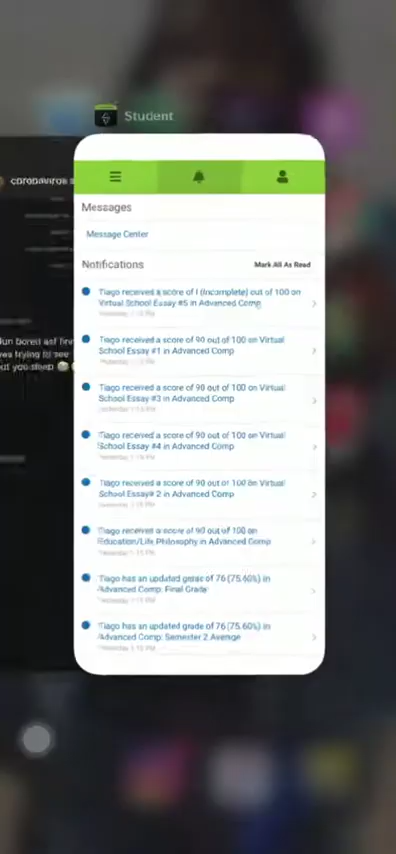 Student
coronavirus
Messages
Message Center
Notifications
Mark All As Read
Tiago received a score of I (Incomplete) out of 100 on
Virtual School Essay #5 in Advanced Comp
Tiago received a score of 90 out of 100 on Virtual
School Essay #1 in Advanced Comp
Tiago received a score of 90 out of 100 on Virtual
School Essay #3 in Advanced Comp
Tiago received a score of 90 out of 100 on Virtual
School Essay #4 in Advanced Comp
Tiago received a score of 90 out of 100 on Virtual
School Essay# 2 in Advanced Comp
Tiago received a score of 90 out of 100 on
Education/Life Philosophy in Advanced Comp
Tiago has an updated grade of 76 (75.60%) in
Advanced Comp: Final Grade
Tiago has an updated grade of 76 (75.60%) in
Advanced Comp: Semester 2 Average
bored
trying to see